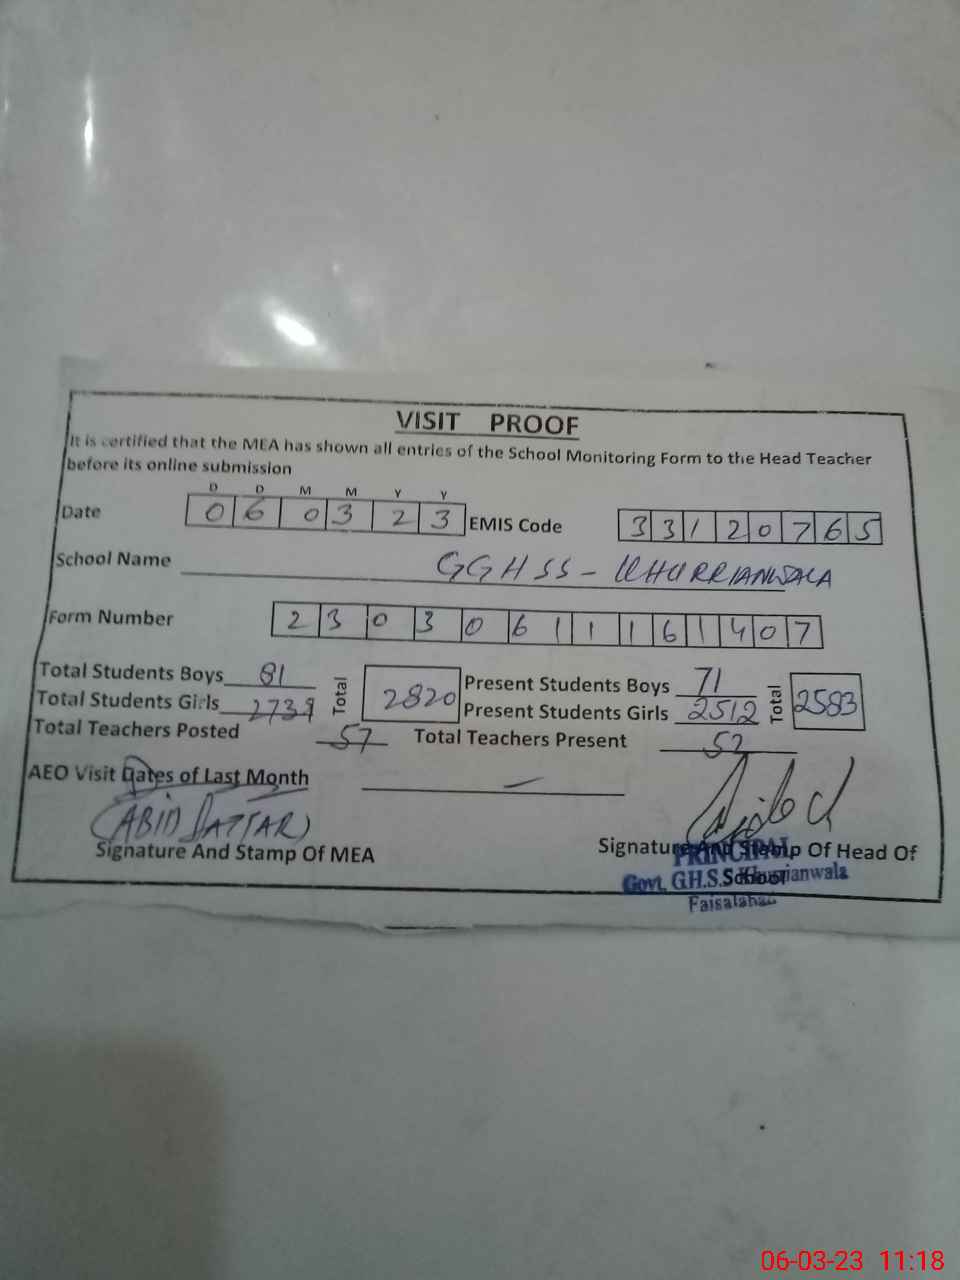 VISIT PROOF
It is certified that the MEA has shown all entries of the School Monitoring Form to the Head Teacher
before its online submission
D D M M Y Y
Date 0 6 0 3 2 3 EMIS Code 3 3 1 2 0 7 6 5
School Name GGHSS - KHURRIANWALA
Form Number 2 3 0 3 0 6 1 1 1 6 1 4 0 7
Total Students Boys 81 Total 2820 Present Students Boys 71 Total 2583
Total Students Girls 2739 Present Students Girls 2512
Total Teachers Posted 57 Total Teachers Present 52
AEO Visit Dates of Last Month —
(ABID SATTAR)
Signature And Stamp Of MEA
Signature And Stamp Of Head Of
School
PRINCIPAL
Govt. G.H.S.S Khurrianwala
Faisalabad
06-03-23 11:18